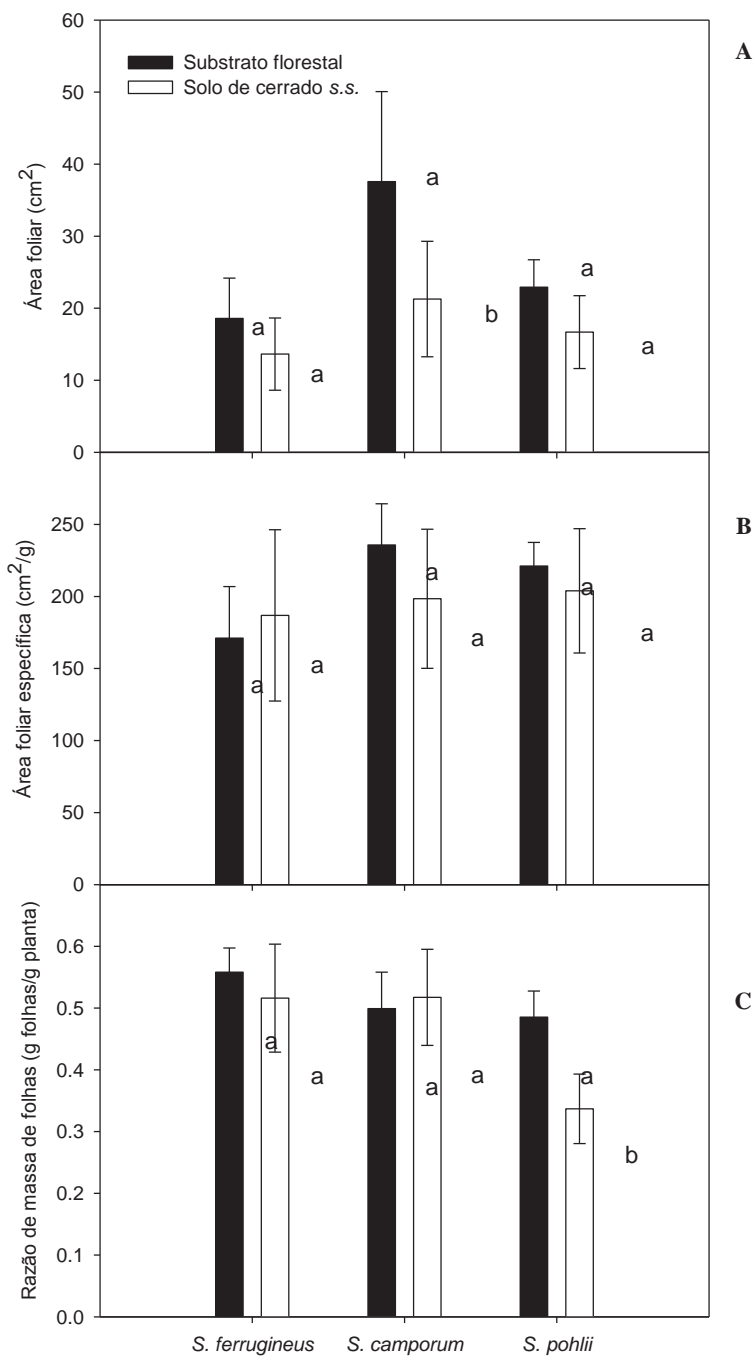 A
Substrato florestal
Solo de cerrado s.s.
Área foliar (cm2)
60
50
40
30
20
10
0
a
a
a
b
a
a
B
Área foliar específica (cm2/g)
250
200
150
100
50
0
a
a
a
a
a
a
C
Razão de massa de folhas (g folhas/g planta)
0.6
0.5
0.4
0.3
0.2
0.1
0.0
a
a
a
a
a
b
S. ferrugineus S. camporum S. pohlii